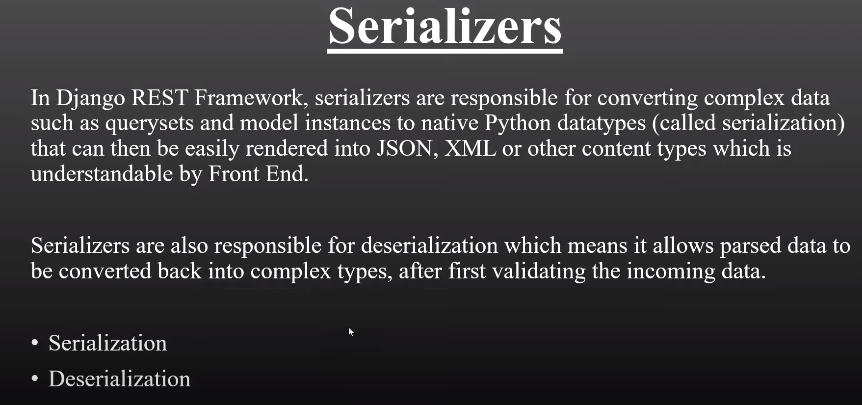 Serializers
In Django REST Framework, serializers are responsible for converting complex data
such as querysets and model instances to native Python datatypes (called serialization)
that can then be easily rendered into JSON, XML or other content types which is
understandable by Front End.
Serializers are also responsible for deserialization which means it allows parsed data to
be converted back into complex types, after first validating the incoming data.
• Serialization
• Deserialization